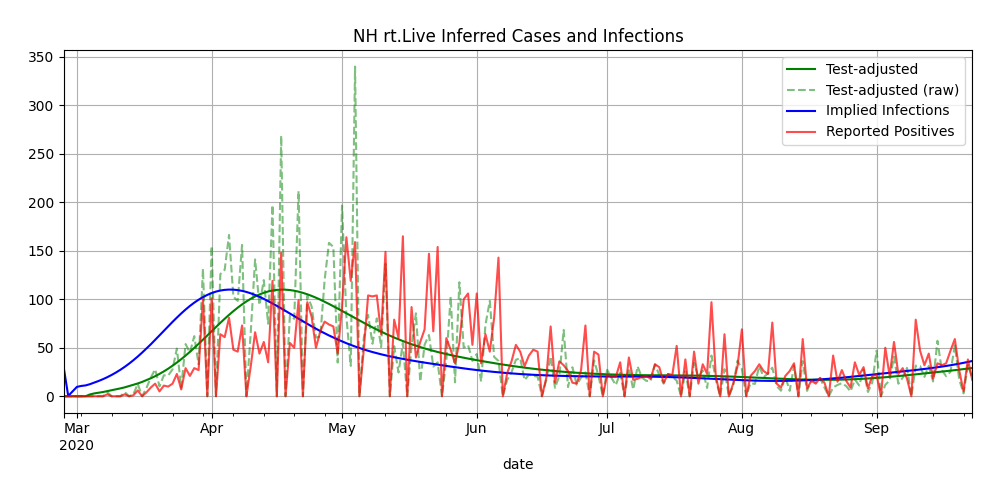 NH rt.Live Inferred Cases and Infections
350
300
250
200
150
100
50
0
Test-adjusted
Test-adjusted (raw)
Implied Infections
Reported Positives
Mar Apr May Jun Jul Aug Sep
2020
date